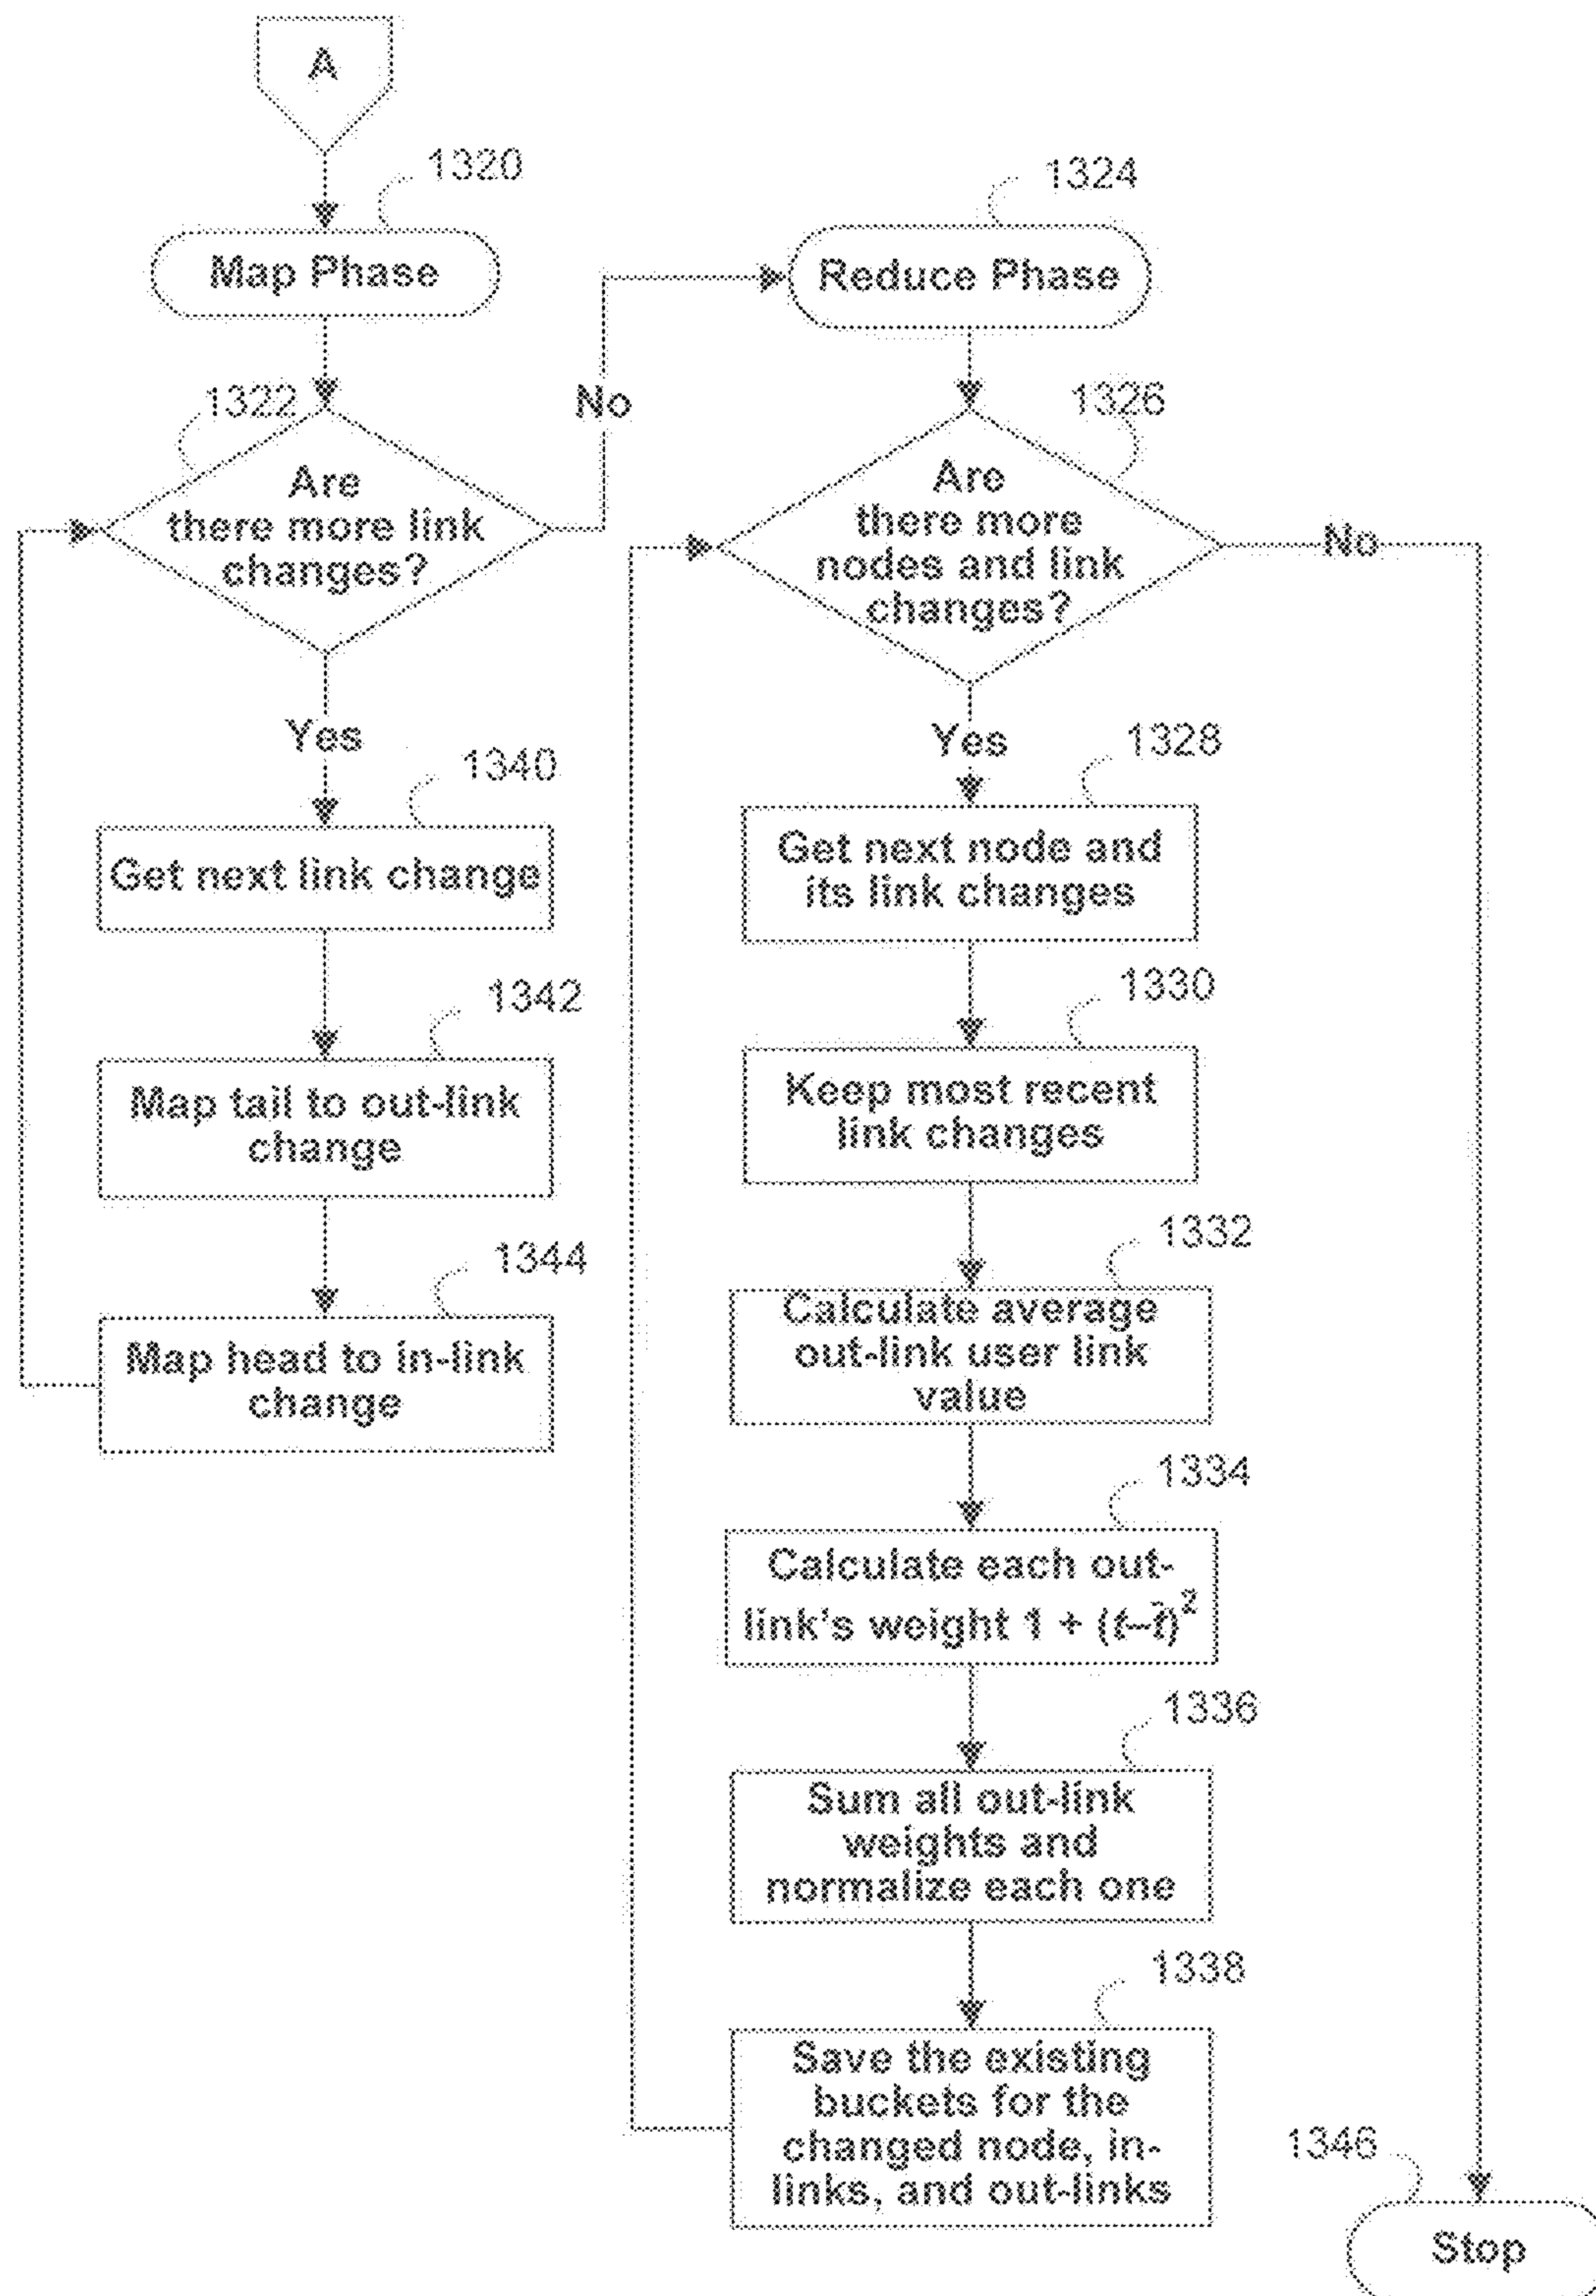 A
1320
Map Phase
1322
Are
there more link
changes?
No
Yes
1340
Get next link change
1342
Map tail to out-link
change
1344
Map head to in-link
change
1324
Reduce Phase
1326
Are
there more
nodes and link
changes?
No
Yes
1328
Get next node and
its link changes
1330
Keep most recent
link changes
1332
Calculate average
out-link user link
value
1334
Calculate each out-
link's weight 1 + (t–t̄)²
1336
Sum all out-link
weights and
normalize each one
1338
Save the existing
buckets for the
changed node, in-
links, and out-links
1346
Stop